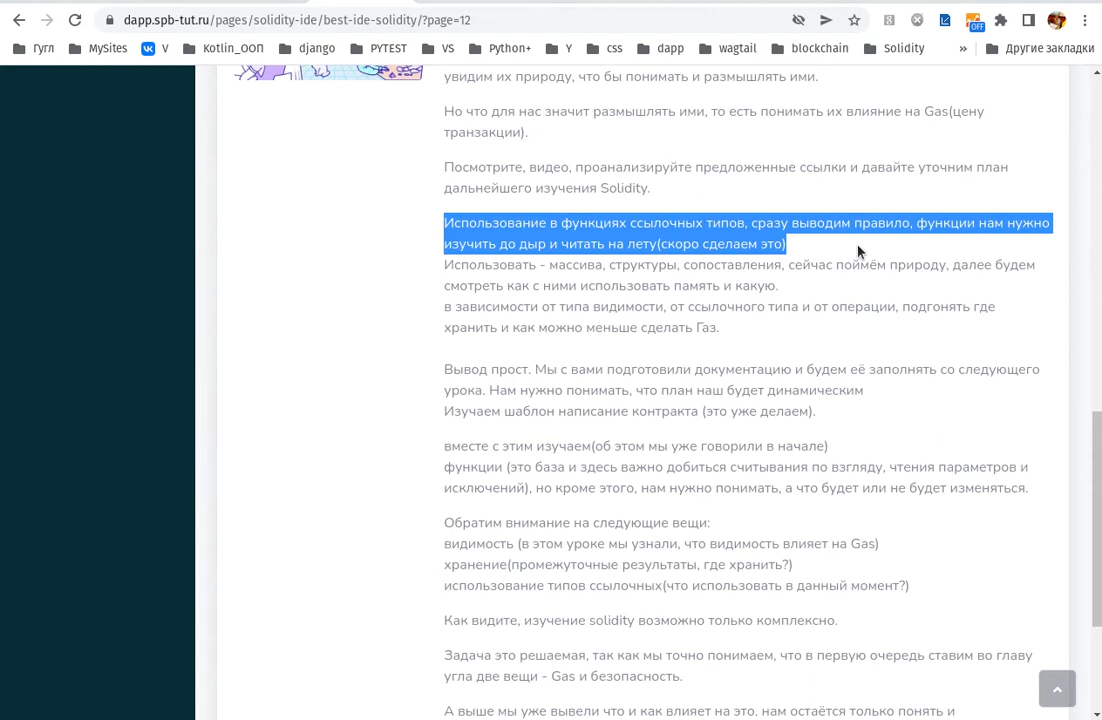 dapp.spb-tut.ru/pages/solidity-ide/best-ide-solidity/?page=12
OFF
Гугл MySites V Kotlin_ООП django PYTEST VS Python+ Y css dapp wagtail blockchain Solidity » Другие закладки
увидим их природу, что бы понимать и размышлять ими.
Но что для нас значит размышлять ими, то есть понимать их влияние на Gas(цену
транзакции).
Посмотрите, видео, проанализируйте предложенные ссылки и давайте уточним план
дальнейшего изучения Solidity.
Использование в функциях ссылочных типов, сразу выводим правило, функции нам нужно
изучить до дыр и читать на лету(скоро сделаем это)
Использовать - массива, структуры, сопоставления, сейчас поймём природу, далее будем
смотреть как с ними использовать память и какую.
в зависимости от типа видимости, от ссылочного типа и от операции, подгонять где
хранить и как можно меньше сделать Газ.
Вывод прост. Мы с вами подготовили документацию и будем её заполнять со следующего
урока. Нам нужно понимать, что план наш будет динамическим
Изучаем шаблон написание контракта (это уже делаем).
вместе с этим изучаем(об этом мы уже говорили в начале)
функции (это база и здесь важно добиться считывания по взгляду, чтения параметров и
исключений), но кроме этого, нам нужно понимать, а что будет или не будет изменяться.
Обратим внимание на следующие вещи:
видимость (в этом уроке мы узнали, что видимость влияет на Gas)
хранение(промежуточные результаты, где хранить?)
использование типов ссылочных(что использовать в данный момент?)
Как видите, изучение solidity возможно только комплексно.
Задача это решаемая, так как мы точно понимаем, что в первую очередь ставим во главу
угла две вещи - Gas и безопасность.
А выше мы уже вывели что и как влияет на это. нам остаётся только понять и